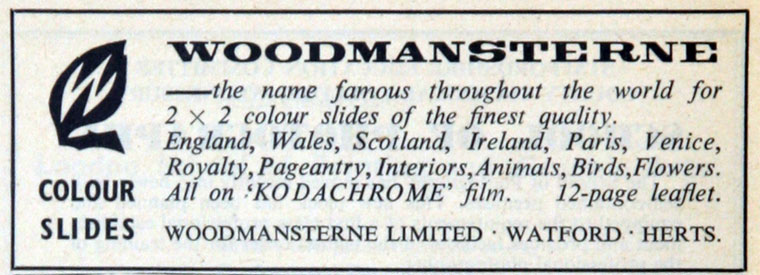 WOODMANSTERNE
—the name famous throughout the world for
2 × 2 colour slides of the finest quality.
England, Wales, Scotland, Ireland, Paris, Venice,
Royalty, Pageantry, Interiors, Animals, Birds, Flowers.
All on 'KODACHROME' film. 12-page leaflet.
COLOUR
SLIDES
WOODMANSTERNE LIMITED · WATFORD · HERTS.